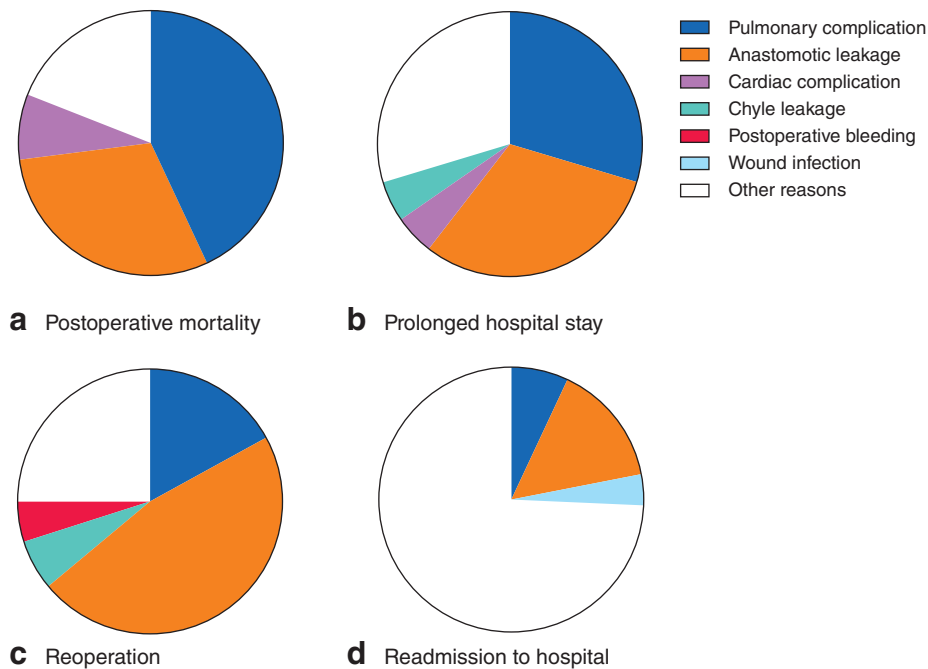 Pulmonary complication
Anastomotic leakage
Cardiac complication
Chyle leakage
Postoperative bleeding
Wound infection
Other reasons
a Postoperative mortality
b Prolonged hospital stay
c Reoperation
d Readmission to hospital